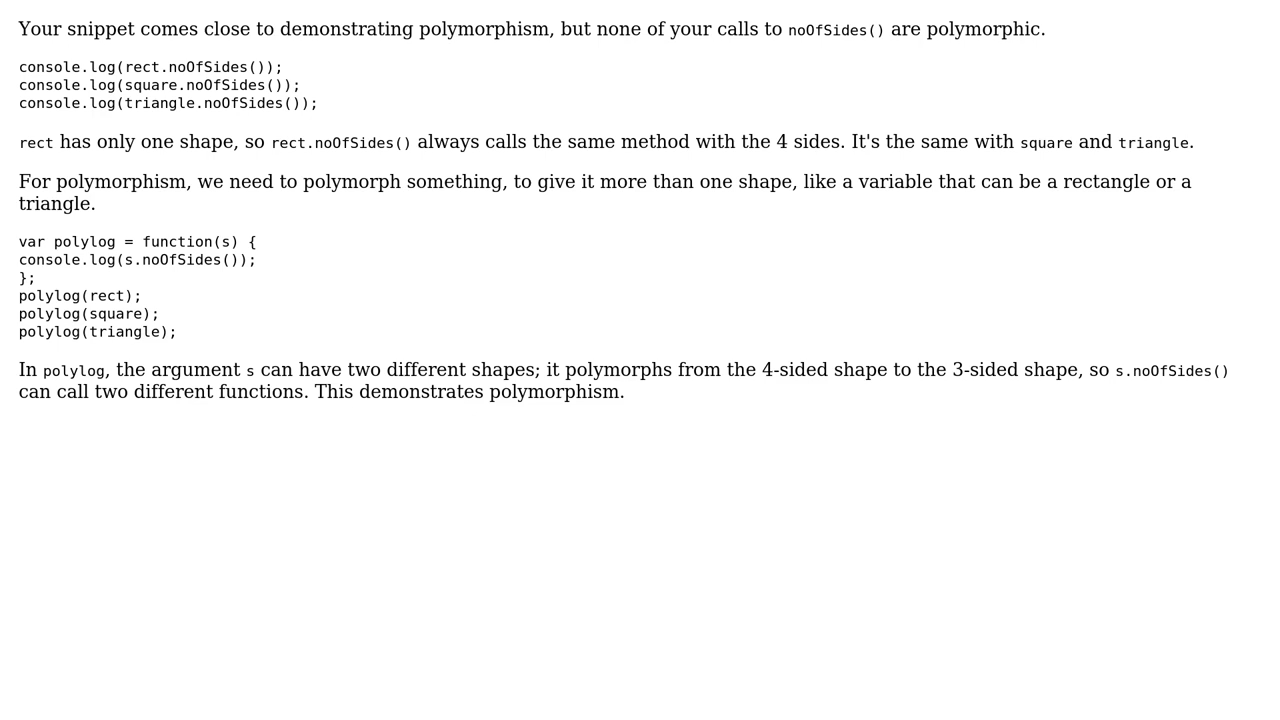 Your snippet comes close to demonstrating polymorphism, but none of your calls to noOfSides() are polymorphic.
console.log(rect.noOfSides());
console.log(square.noOfSides());
console.log(triangle.noOfSides());
rect has only one shape, so rect.noOfSides() always calls the same method with the 4 sides. It's the same with square and triangle.
For polymorphism, we need to polymorph something, to give it more than one shape, like a variable that can be a rectangle or a
triangle.
var polylog = function(s) {
console.log(s.noOfSides());
};
polylog(rect);
polylog(square);
polylog(triangle);
In polylog, the argument s can have two different shapes; it polymorphs from the 4-sided shape to the 3-sided shape, so s.noOfSides()
can call two different functions. This demonstrates polymorphism.